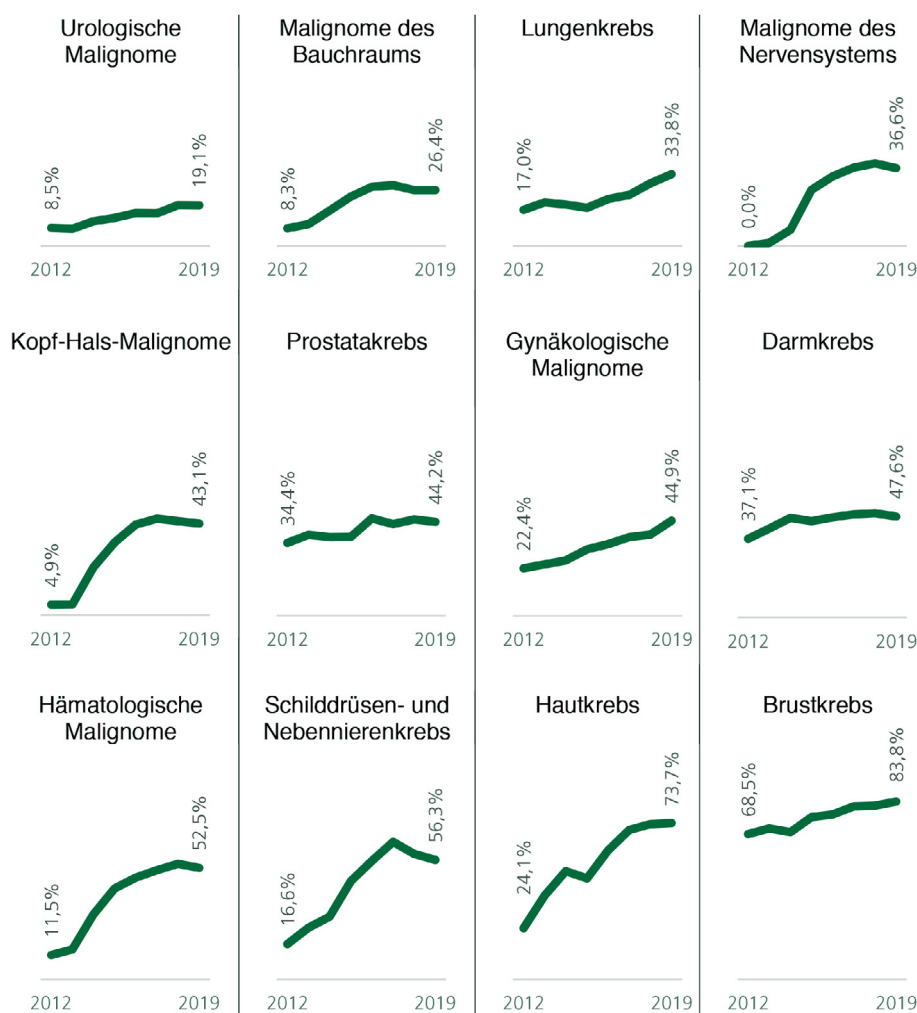 Urologische
Malignome
8,5%
19,1%
2012
2019
Malignome des
Bauchraums
8,3%
26,4%
2012
2019
Lungenkrebs
17,0%
33,8%
2012
2019
Malignome des
Nervensystems
0,0%
36,6%
2012
2019
Kopf-Hals-Malignome
4,9%
43,1%
2012
2019
Prostatakrebs
34,4%
44,2%
2012
2019
Gynäkologische
Malignome
22,4%
44,9%
2012
2019
Darmkrebs
37,1%
47,6%
2012
2019
Hämatologische
Malignome
11,5%
52,5%
2012
2019
Schilddrüsen- und
Nebennierenkrebs
16,6%
56,3%
2012
2019
Hautkrebs
24,1%
73,7%
2012
2019
Brustkrebs
68,5%
83,8%
2012
2019